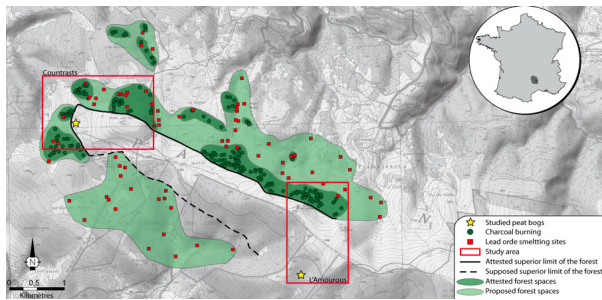 Countrasts
L'Amourous
N
0 0.5 1
Kilomètres
Studied peat bogs
Charcoal burning
Lead orde smeltting sites
Study area
Attested superior limit of the forest
Supposed superior limit of the forest
Attested forest spaces
Proposed forest spaces